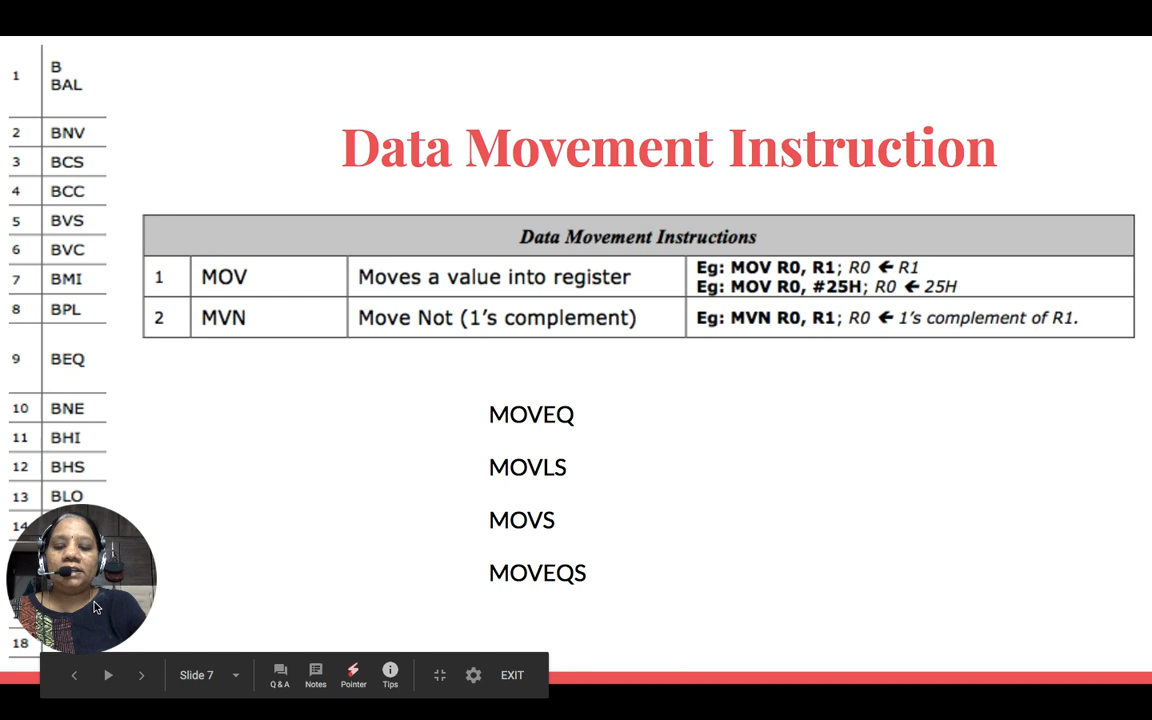 1 B
BAL
2 BNV
3 BCS
4 BCC
5 BVS
6 BVC
7 BMI
8 BPL
9 BEQ
10 BNE
11 BHI
12 BHS
13 BLO
14
18
Data Movement Instruction
Data Movement Instructions
1 MOV Moves a value into register Eg: MOV R0, R1; R0 🡸 R1
Eg: MOV R0, #25H; R0 🡸 25H
2 MVN Move Not (1's complement) Eg: MVN R0, R1; R0 🡸 1's complement of R1.
MOVEQ
MOVLS
MOVS
MOVEQS
Slide 7
Q & A Notes Pointer Tips EXIT